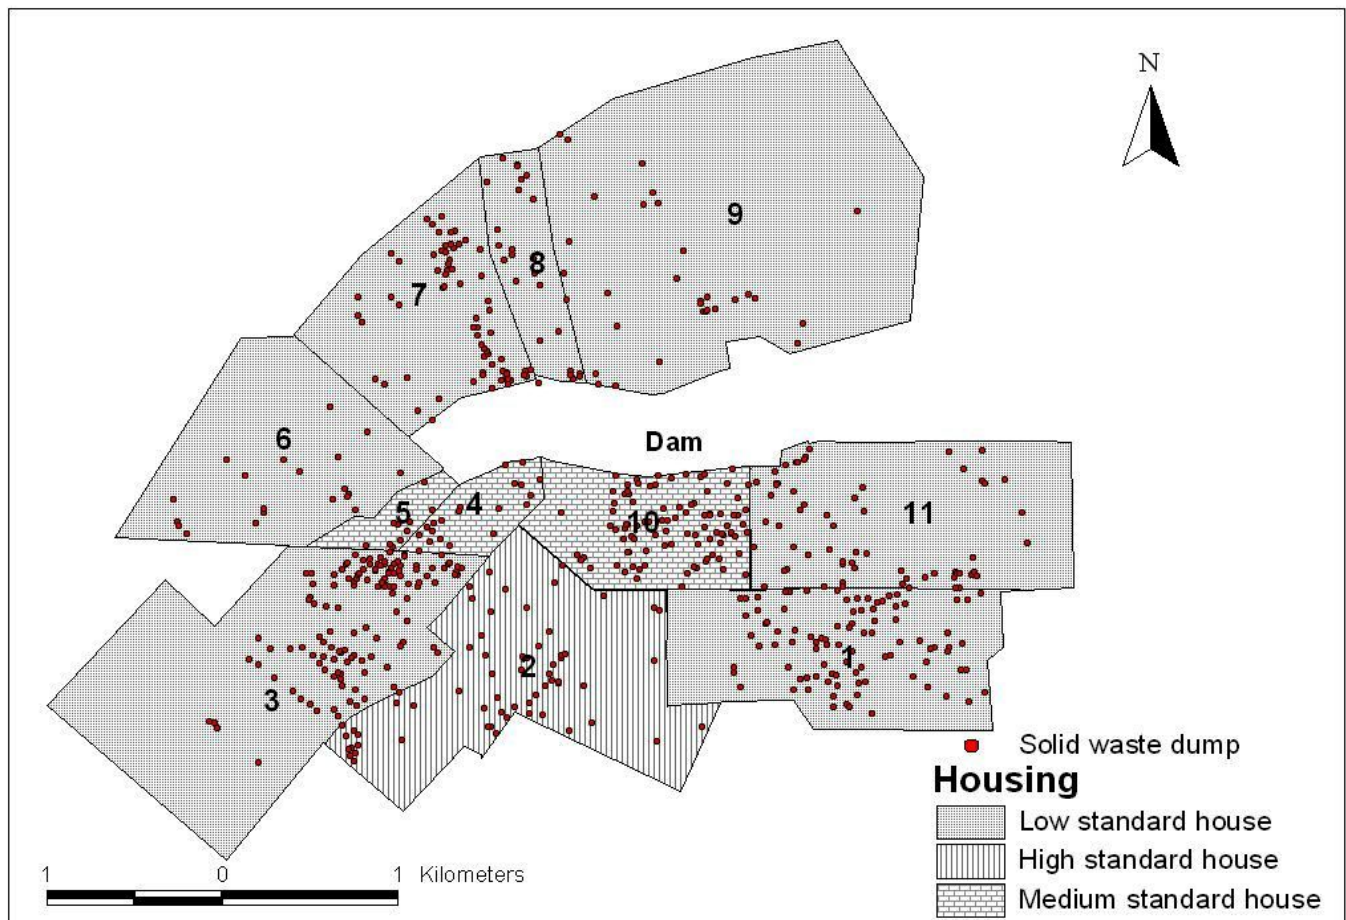 N
9
8
7
6
Dam
5
4
10
11
1
2
3
Solid waste dump
Housing
Low standard house
High standard house
Medium standard house
1 0 1 Kilometers